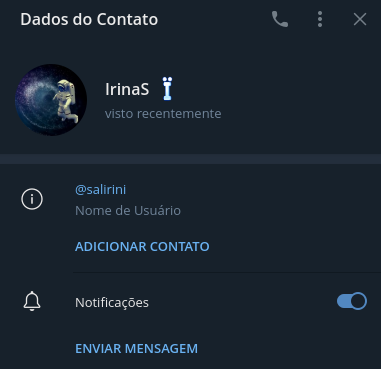 Dados do Contato
IrinaS
visto recentemente
@salirini
Nome de Usuário
ADICIONAR CONTATO
Notificações
ENVIAR MENSAGEM